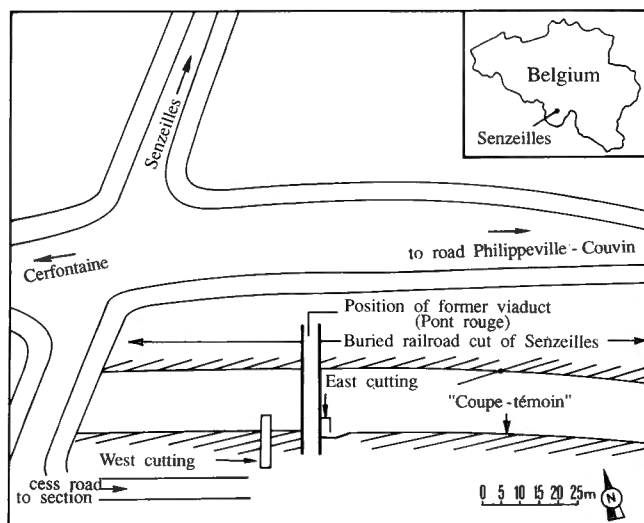 Belgium
Senzeilles
Senzeilles
Cerfontaine
to road Philippeville - Couvin
Position of former viaduct
(Pont rouge)
Buried railroad cut of Senzeilles
East cutting
"Coupe-témoin"
West cutting
cess road
to section
0 5 10 15 20 25m
N